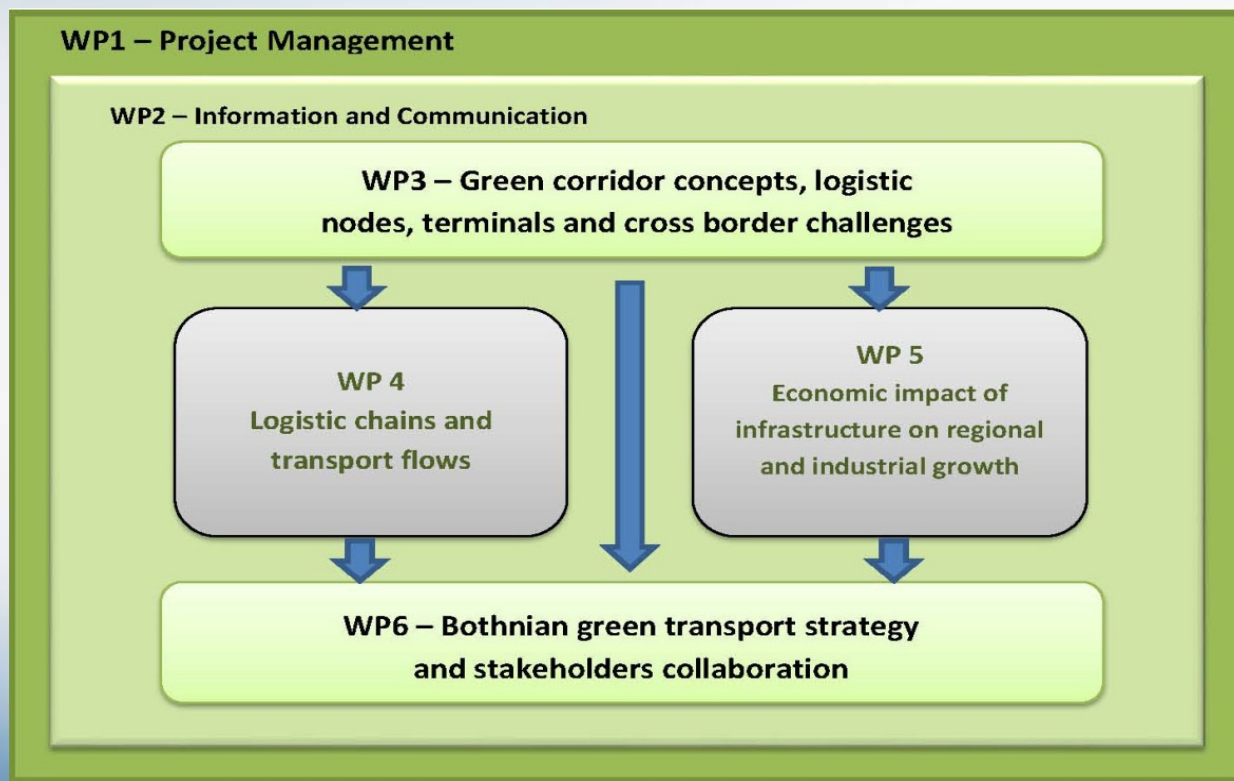 WP1 – Project Management
WP2 – Information and Communication
WP3 – Green corridor concepts, logistic
nodes, terminals and cross border challenges
WP 4
Logistic chains and
transport flows
WP 5
Economic impact of
infrastructure on regional
and industrial growth
WP6 – Bothnian green transport strategy
and stakeholders collaboration